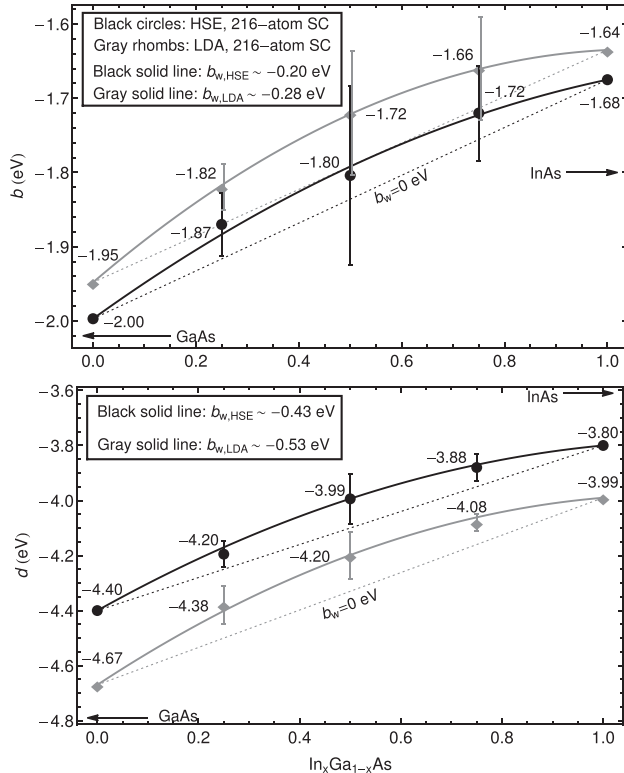 Black circles: HSE, 216−atom SC
Gray rhombs: LDA, 216−atom SC
Black solid line: b_w,HSE ~ −0.20 eV
Gray solid line: b_w,LDA ~ −0.28 eV
−1.6
−1.7
−1.8
−1.9
−2.0
b (eV)
−1.95
−2.00
−1.82
−1.87
−1.72
−1.80
−1.66
−1.72
−1.64
−1.68
b_w=0 eV
InAs
GaAs
0.0 0.2 0.4 0.6 0.8 1.0
Black solid line: b_w,HSE ~ −0.43 eV
Gray solid line: b_w,LDA ~ −0.53 eV
InAs
−3.6
−3.8
−4.0
−4.2
−4.4
−4.6
−4.8
d (eV)
−4.40
−4.67
−4.20
−4.38
−3.99
−4.20
−3.88
−4.08
−3.80
−3.99
b_w=0 eV
GaAs
0.0 0.2 0.4 0.6 0.8 1.0
In_xGa_1−xAs